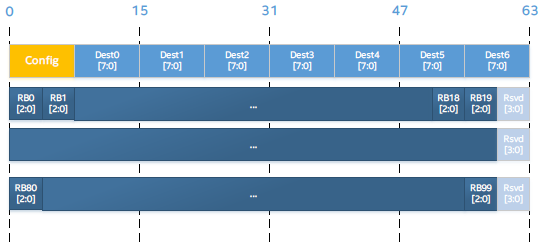 0 15 31 47 63
Config Dest0 [7:0] Dest1 [7:0] Dest2 [7:0] Dest3 [7:0] Dest4 [7:0] Dest5 [7:0] Dest6 [7:0]
RB0 [2:0] RB1 [2:0] ... RB18 [2:0] RB19 [2:0] Rsvd [3:0]
... Rsvd [3:0]
RB80 [2:0] ... RB99 [2:0] Rsvd [3:0]